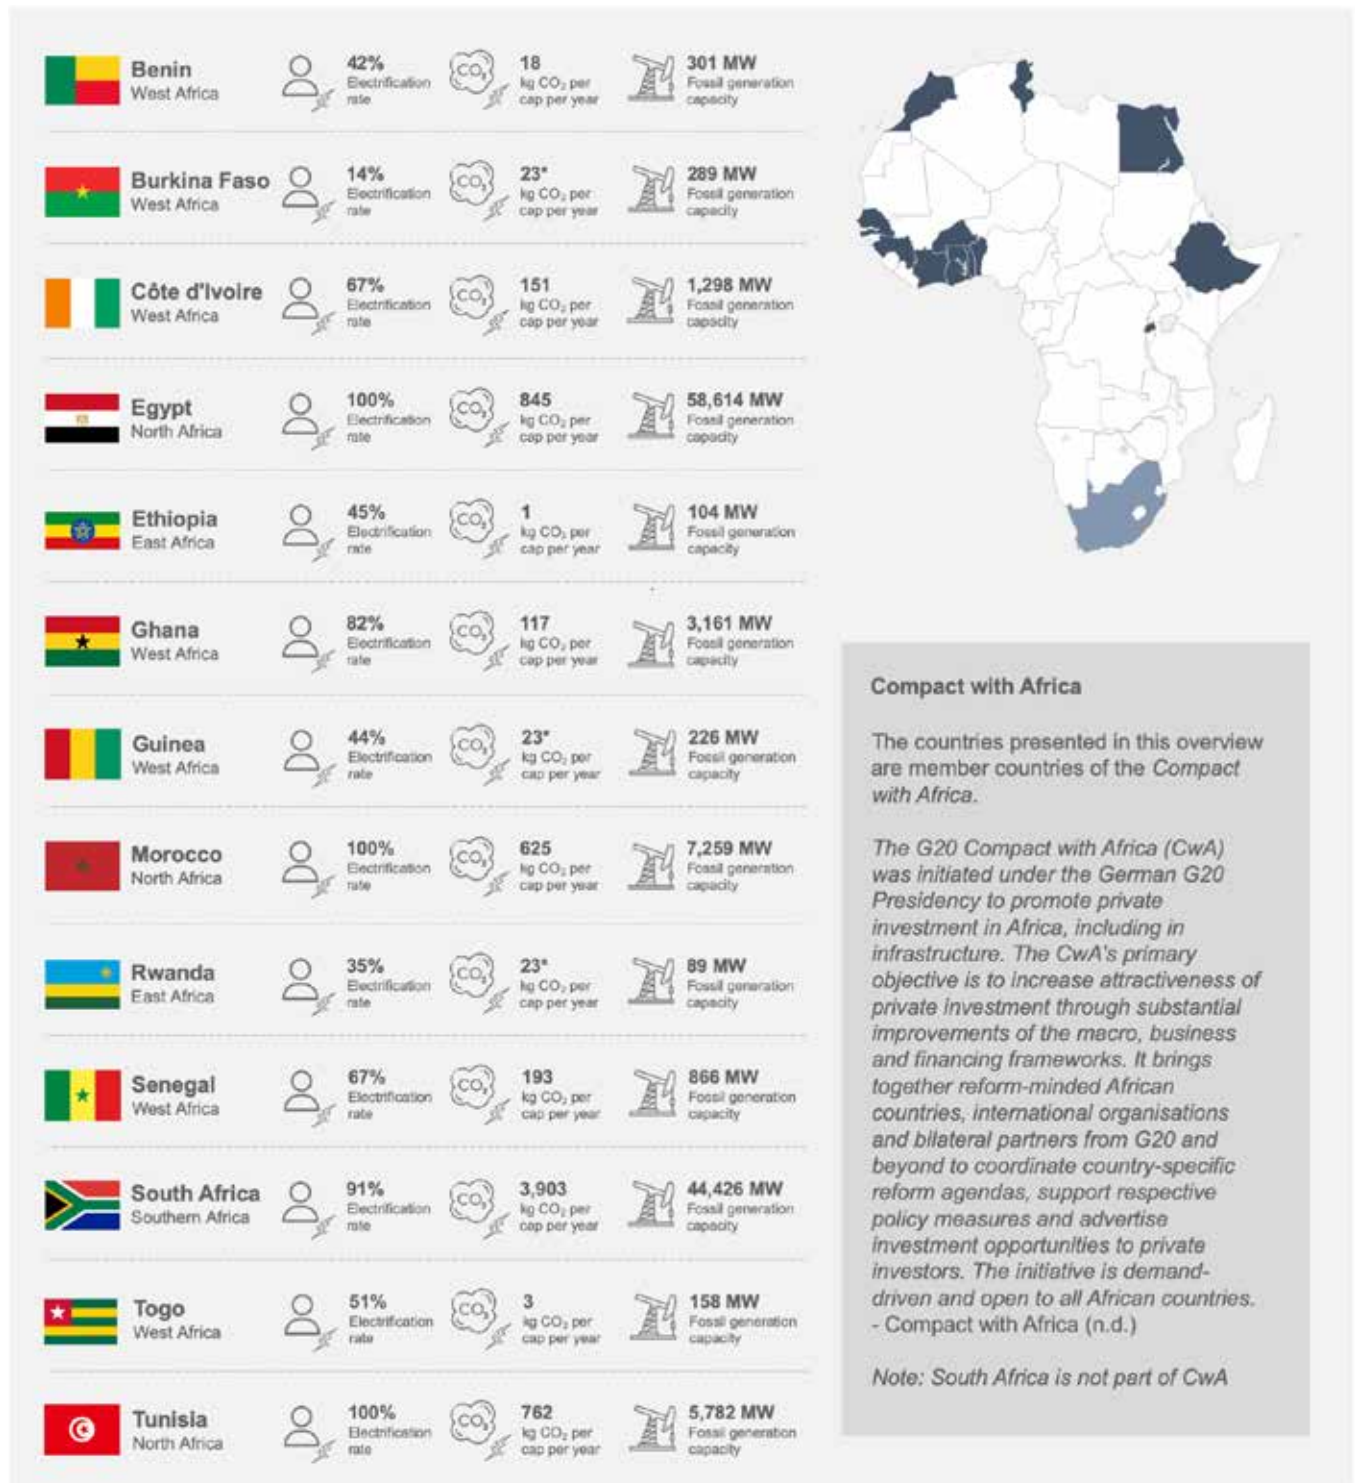 Benin
West Africa
42%
Electrification
rate
CO₂
18
kg CO₂ per
cap per year
301 MW
Fossil generation
capacity
Burkina Faso
West Africa
14%
Electrification
rate
CO₂
23*
kg CO₂ per
cap per year
289 MW
Fossil generation
capacity
Côte d'Ivoire
West Africa
67%
Electrification
rate
CO₂
151
kg CO₂ per
cap per year
1,298 MW
Fossil generation
capacity
Egypt
North Africa
100%
Electrification
rate
CO₂
845
kg CO₂ per
cap per year
58,614 MW
Fossil generation
capacity
Ethiopia
East Africa
45%
Electrification
rate
CO₂
1
kg CO₂ per
cap per year
104 MW
Fossil generation
capacity
Ghana
West Africa
82%
Electrification
rate
CO₂
117
kg CO₂ per
cap per year
3,161 MW
Fossil generation
capacity
Guinea
West Africa
44%
Electrification
rate
CO₂
23*
kg CO₂ per
cap per year
226 MW
Fossil generation
capacity
Morocco
North Africa
100%
Electrification
rate
CO₂
625
kg CO₂ per
cap per year
7,259 MW
Fossil generation
capacity
Rwanda
East Africa
35%
Electrification
rate
CO₂
23*
kg CO₂ per
cap per year
89 MW
Fossil generation
capacity
Senegal
West Africa
67%
Electrification
rate
CO₂
193
kg CO₂ per
cap per year
866 MW
Fossil generation
capacity
South Africa
Southern Africa
91%
Electrification
rate
CO₂
3,903
kg CO₂ per
cap per year
44,426 MW
Fossil generation
capacity
Togo
West Africa
51%
Electrification
rate
CO₂
3
kg CO₂ per
cap per year
158 MW
Fossil generation
capacity
Tunisia
North Africa
100%
Electrification
rate
CO₂
762
kg CO₂ per
cap per year
5,782 MW
Fossil generation
capacity
Compact with Africa
The countries presented in this overview
are member countries of the Compact
with Africa.
The G20 Compact with Africa (CwA)
was initiated under the German G20
Presidency to promote private
investment in Africa, including in
infrastructure. The CwA's primary
objective is to increase attractiveness of
private investment through substantial
improvements of the macro, business
and financing frameworks. It brings
together reform-minded African
countries, international organisations
and bilateral partners from G20 and
beyond to coordinate country-specific
reform agendas, support respective
policy measures and advertise
investment opportunities to private
investors. The initiative is demand-
driven and open to all African countries.
- Compact with Africa (n.d.)
Note: South Africa is not part of CwA